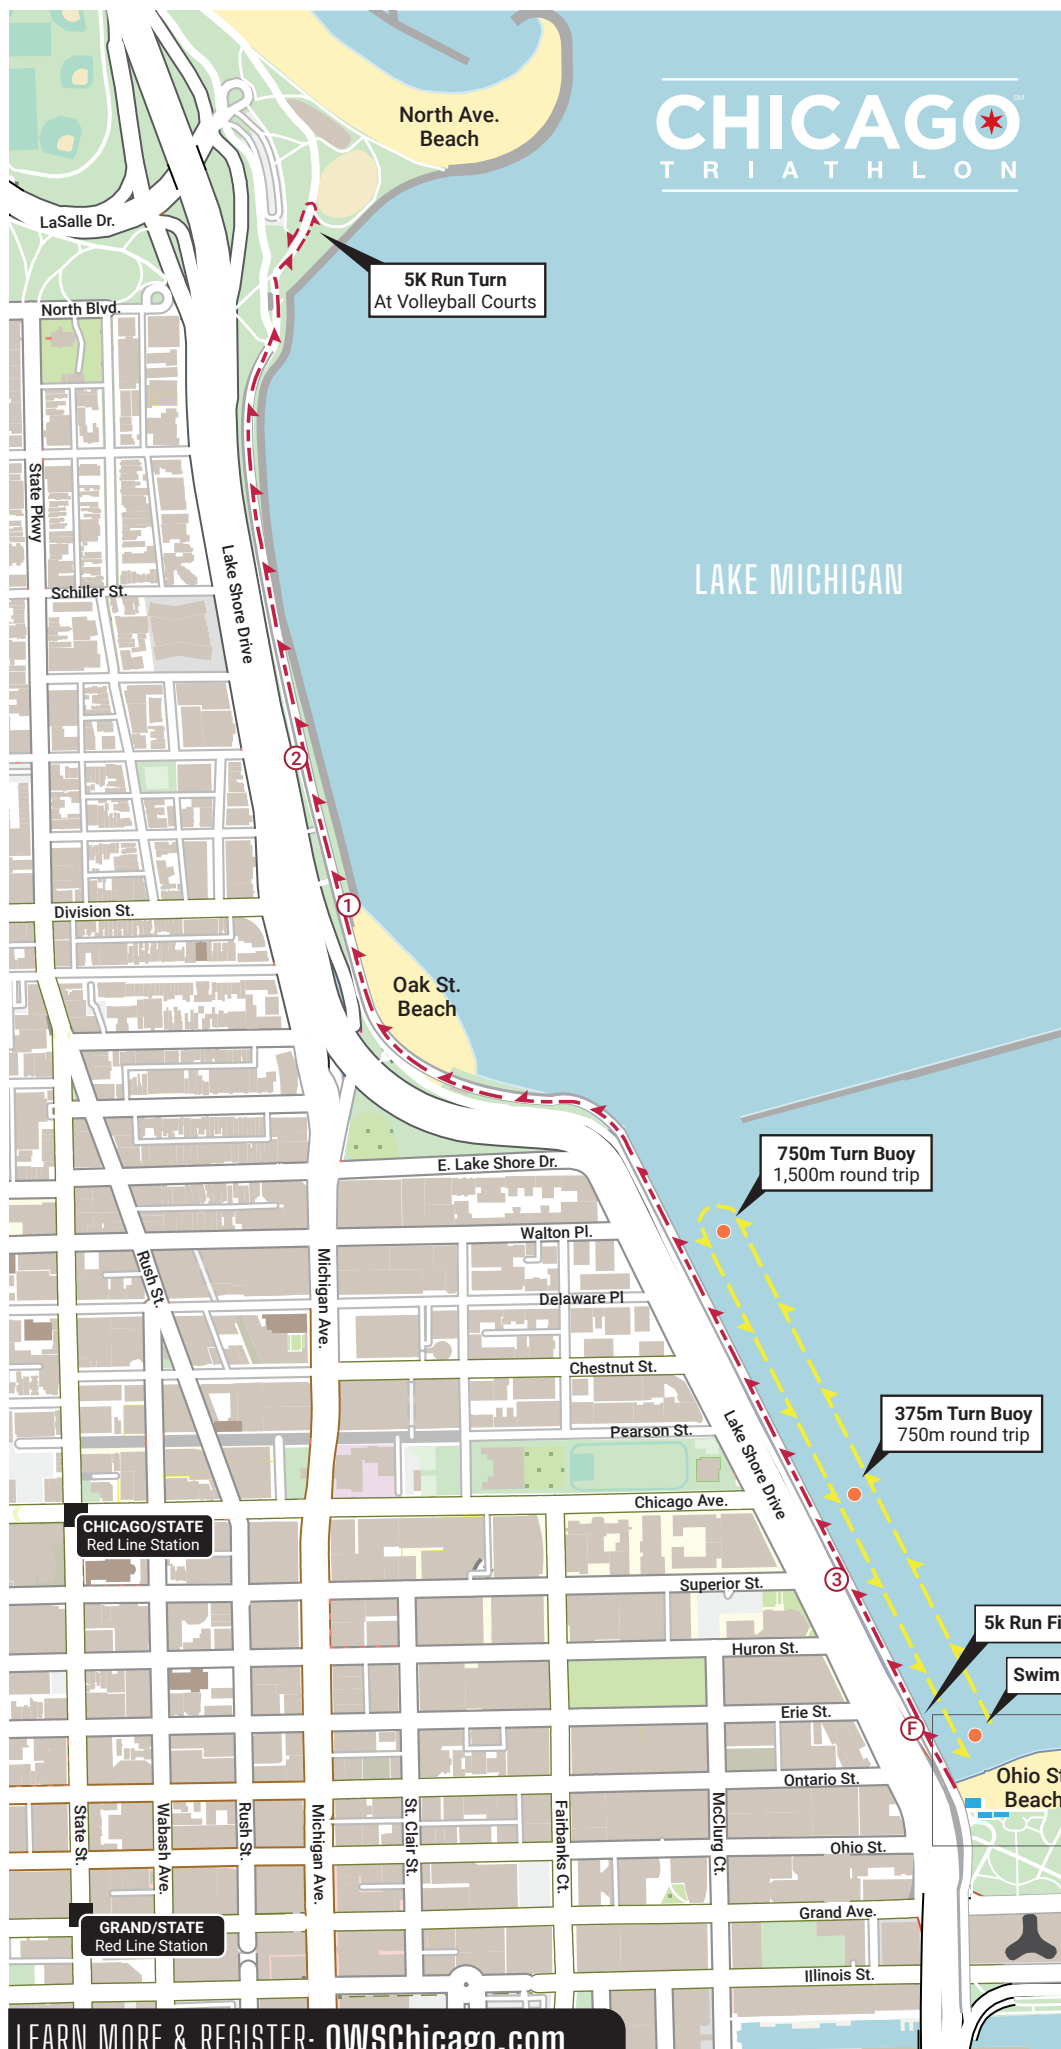 North Ave.
Beach
CHICAGO
SM
TRIATHLON
LaSalle Dr.
5K Run Turn
At Volleyball Courts
North Blvd.
State Pkwy
Lake Shore Drive
LAKE MICHIGAN
Schiller St.
2
1
Division St.
Oak St.
Beach
750m Turn Buoy
1,500m round trip
E. Lake Shore Dr.
Walton Pl.
Rush St.
Michigan Ave.
Delaware Pl
Chestnut St.
375m Turn Buoy
750m round trip
Pearson St.
Lake Shore Drive
Chicago Ave.
CHICAGO/STATE
Red Line Station
3
Superior St.
5k Run Fi
Huron St.
Swim
Erie St.
F
Ontario St.
Ohio St
Beach
State St.
Wabash Ave.
Rush St.
Michigan Ave.
St. Clair St.
Fairbanks Ct.
McClurg Ct.
Ohio St.
Grand Ave.
GRAND/STATE
Red Line Station
Illinois St.
LEARN MORE & REGISTER: OWSChicago.com